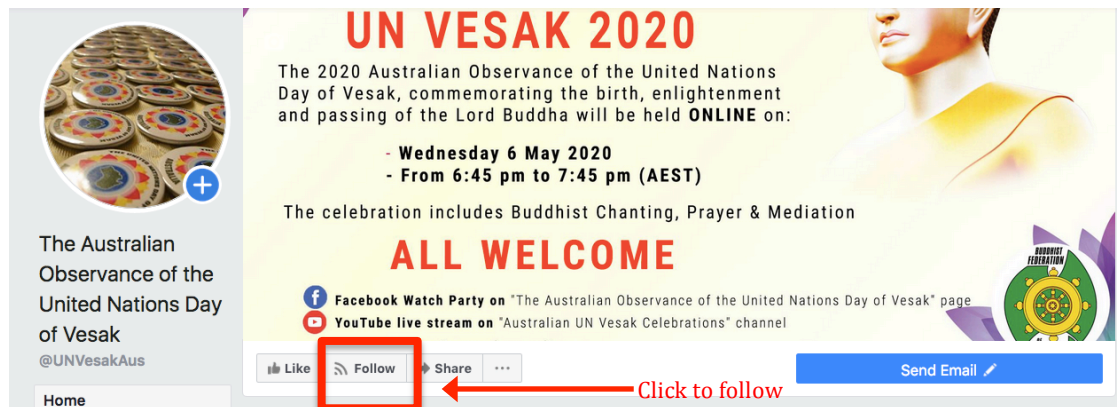 UN VESAK 2020
The 2020 Australian Observance of the United Nations
Day of Vesak, commemorating the birth, enlightenment
and passing of the Lord Buddha will be held ONLINE on:
- Wednesday 6 May 2020
- From 6:45 pm to 7:45 pm (AEST)
The celebration includes Buddhist Chanting, Prayer & Mediation
ALL WELCOME
Facebook Watch Party on "The Australian Observance of the United Nations Day of Vesak" page
YouTube live stream on "Australian UN Vesak Celebrations" channel
BUDDHIST
FEDERATION
The Australian
Observance of the
United Nations Day
of Vesak
@UNVesakAus
Home
Like
Follow
Share
Send Email
Click to follow